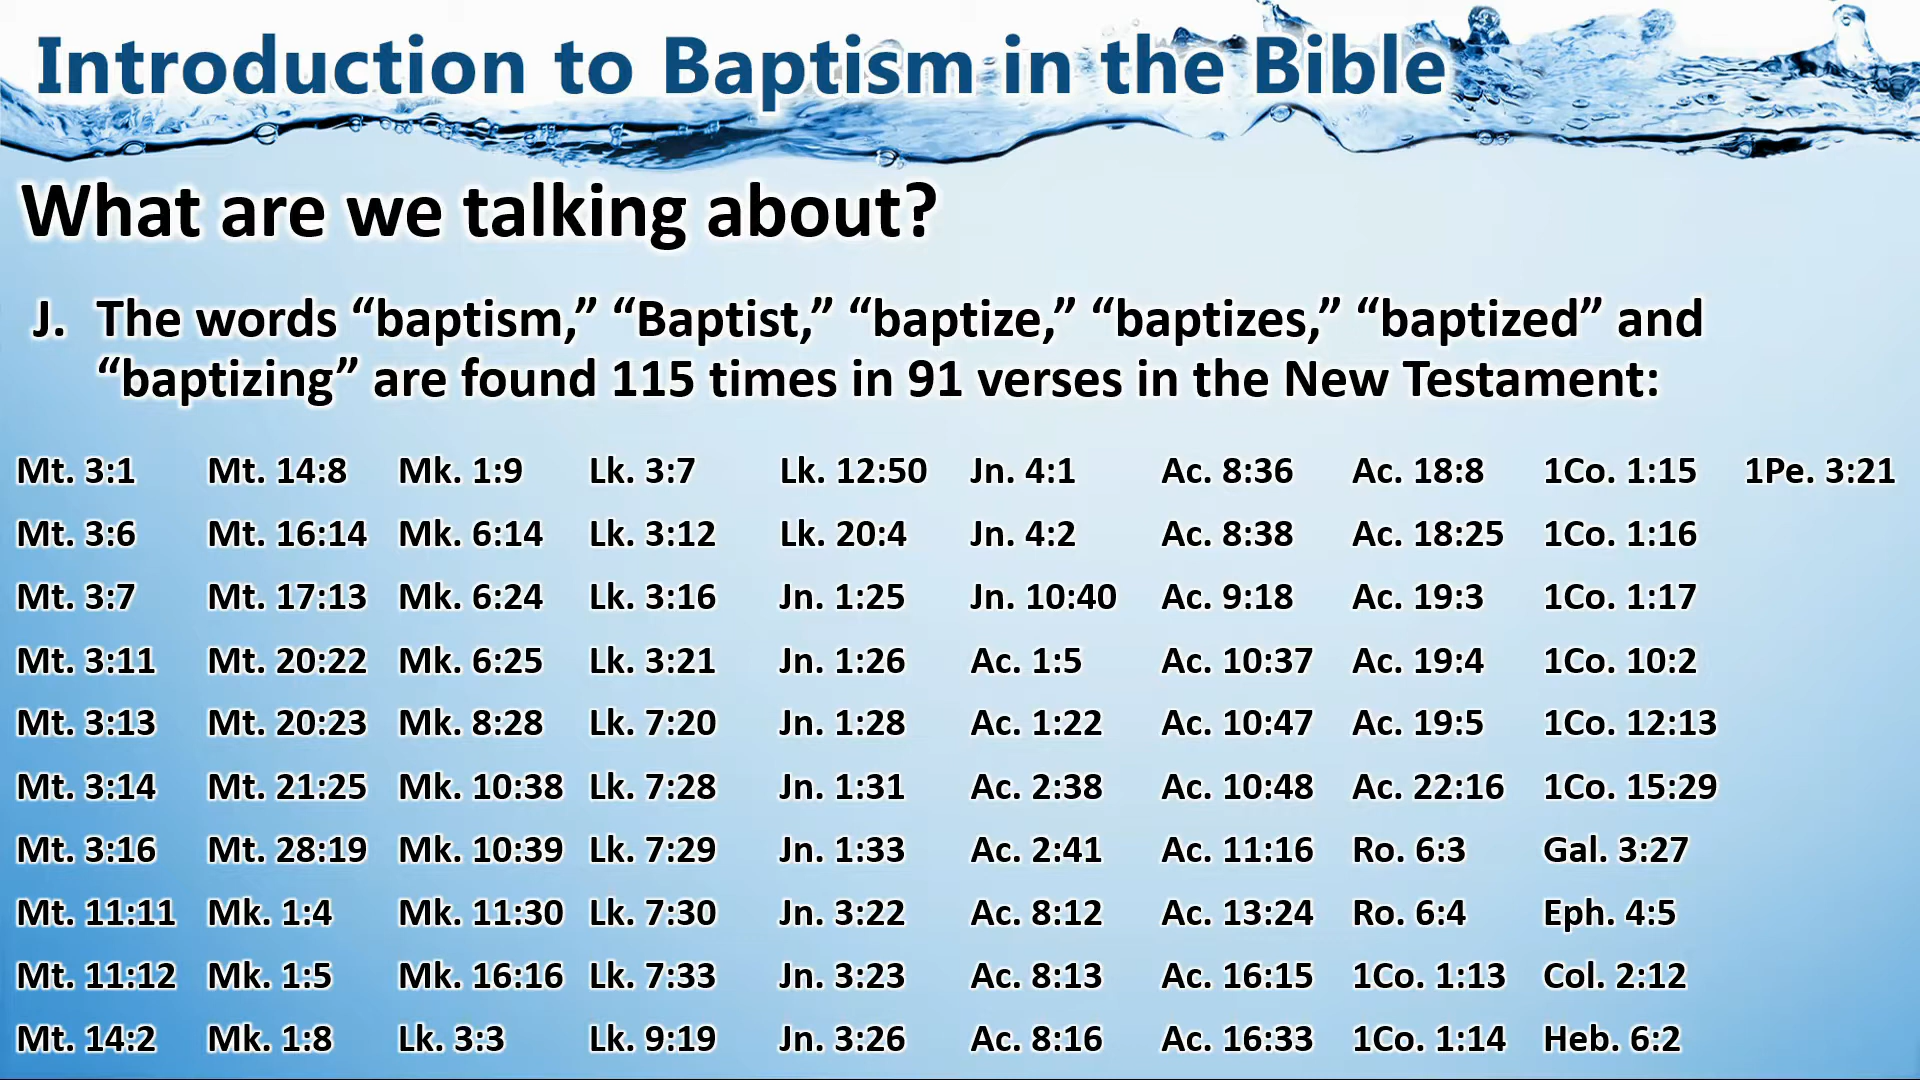 Introduction to Baptism in the Bible
What are we talking about?
J. The words “baptism,” “Baptist,” “baptize,” “baptizes,” “baptized” and
“baptizing” are found 115 times in 91 verses in the New Testament:
Mt. 3:1 Mt. 14:8 Mk. 1:9 Lk. 3:7 Lk. 12:50 Jn. 4:1 Ac. 8:36 Ac. 18:8 1Co. 1:15 1Pe. 3:21
Mt. 3:6 Mt. 16:14 Mk. 6:14 Lk. 3:12 Lk. 20:4 Jn. 4:2 Ac. 8:38 Ac. 18:25 1Co. 1:16
Mt. 3:7 Mt. 17:13 Mk. 6:24 Lk. 3:16 Jn. 1:25 Jn. 10:40 Ac. 9:18 Ac. 19:3 1Co. 1:17
Mt. 3:11 Mt. 20:22 Mk. 6:25 Lk. 3:21 Jn. 1:26 Ac. 1:5 Ac. 10:37 Ac. 19:4 1Co. 10:2
Mt. 3:13 Mt. 20:23 Mk. 8:28 Lk. 7:20 Jn. 1:28 Ac. 1:22 Ac. 10:47 Ac. 19:5 1Co. 12:13
Mt. 3:14 Mt. 21:25 Mk. 10:38 Lk. 7:28 Jn. 1:31 Ac. 2:38 Ac. 10:48 Ac. 22:16 1Co. 15:29
Mt. 3:16 Mt. 28:19 Mk. 10:39 Lk. 7:29 Jn. 1:33 Ac. 2:41 Ac. 11:16 Ro. 6:3 Gal. 3:27
Mt. 11:11 Mk. 1:4 Mk. 11:30 Lk. 7:30 Jn. 3:22 Ac. 8:12 Ac. 13:24 Ro. 6:4 Eph. 4:5
Mt. 11:12 Mk. 1:5 Mk. 16:16 Lk. 7:33 Jn. 3:23 Ac. 8:13 Ac. 16:15 1Co. 1:13 Col. 2:12
Mt. 14:2 Mk. 1:8 Lk. 3:3 Lk. 9:19 Jn. 3:26 Ac. 8:16 Ac. 16:33 1Co. 1:14 Heb. 6:2